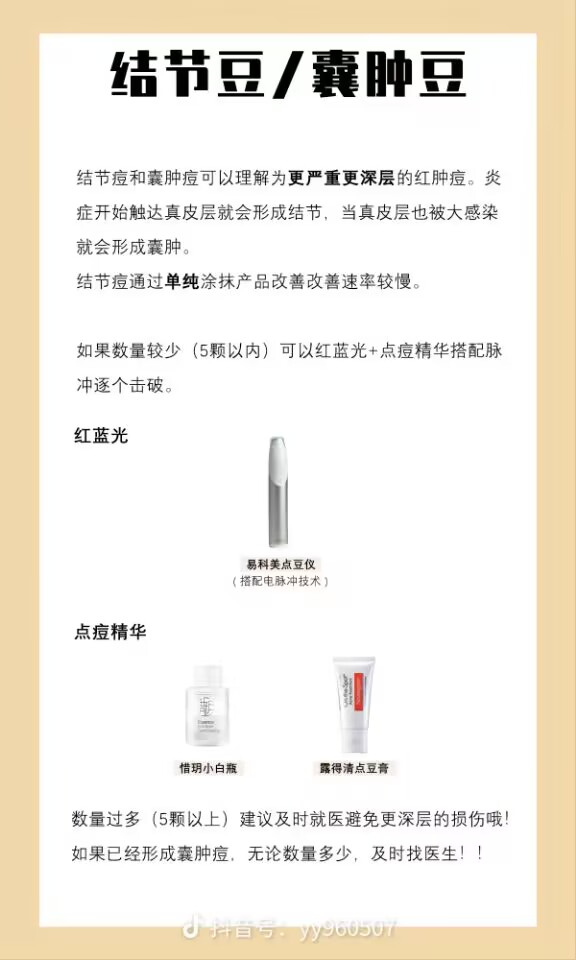 结节豆/囊肿豆
结节痘和囊肿痘可以理解为更严重更深层的红肿痘。炎
症开始触达真皮层就会形成结节，当真皮层也被大感染
就会形成囊肿。
结节痘通过单纯涂抹产品改善改善速率较慢。
如果数量较少（5颗以内）可以红蓝光+点痘精华搭配脉
冲逐个击破。
红蓝光
易科美点豆仪
（搭配电脉冲技术）
点痘精华
惜玥小白瓶
露得清点豆膏
数量过多（5颗以上）建议及时就医避免更深层的损伤哦！
如果已经形成囊肿痘，无论数量多少，及时找医生！！
抖音号：yy960507